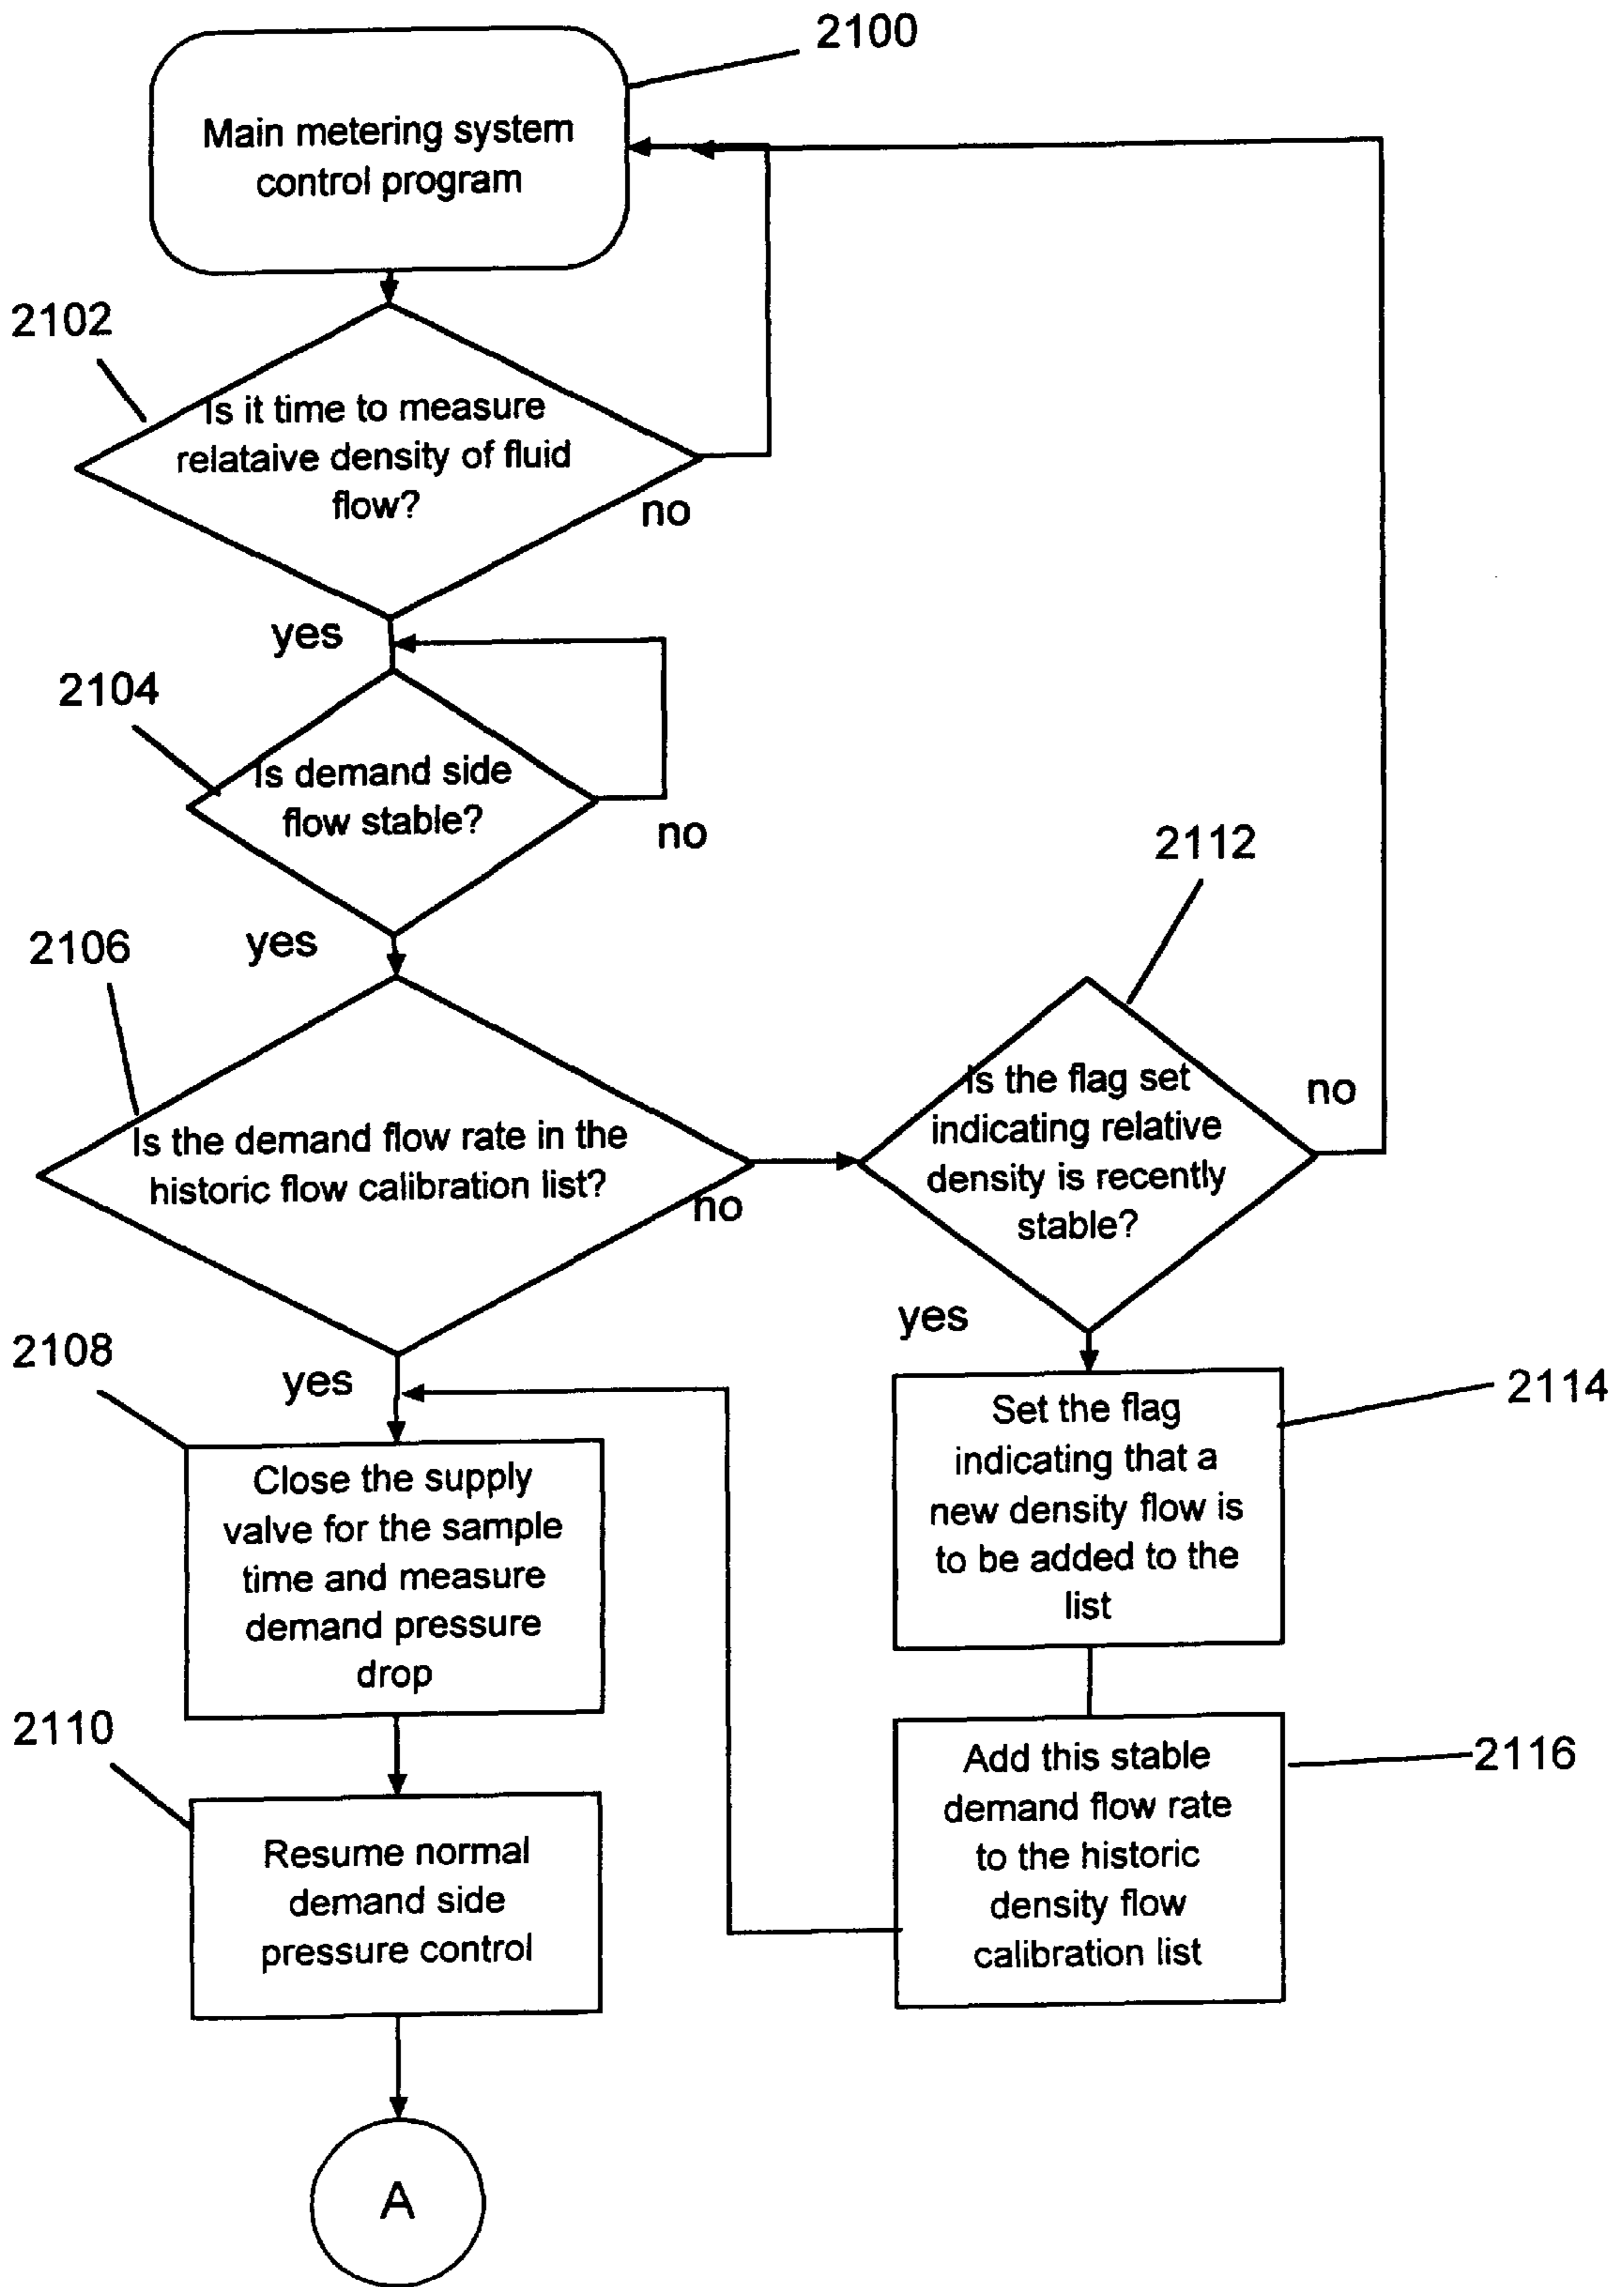 2100
Main metering system
control program
2102
Is it time to measure
relataive density of fluid
flow?
no
yes
2104
Is demand side
flow stable?
no
yes
2106
Is the demand flow rate in the
historic flow calibration list?
no
2112
Is the flag set
indicating relative
density is recently
stable?
no
yes
yes
2108
Close the supply
valve for the sample
time and measure
demand pressure
drop
2114
Set the flag
indicating that a
new density flow is
to be added to the
list
2110
Resume normal
demand side
pressure control
2116
Add this stable
demand flow rate
to the historic
density flow
calibration list
A